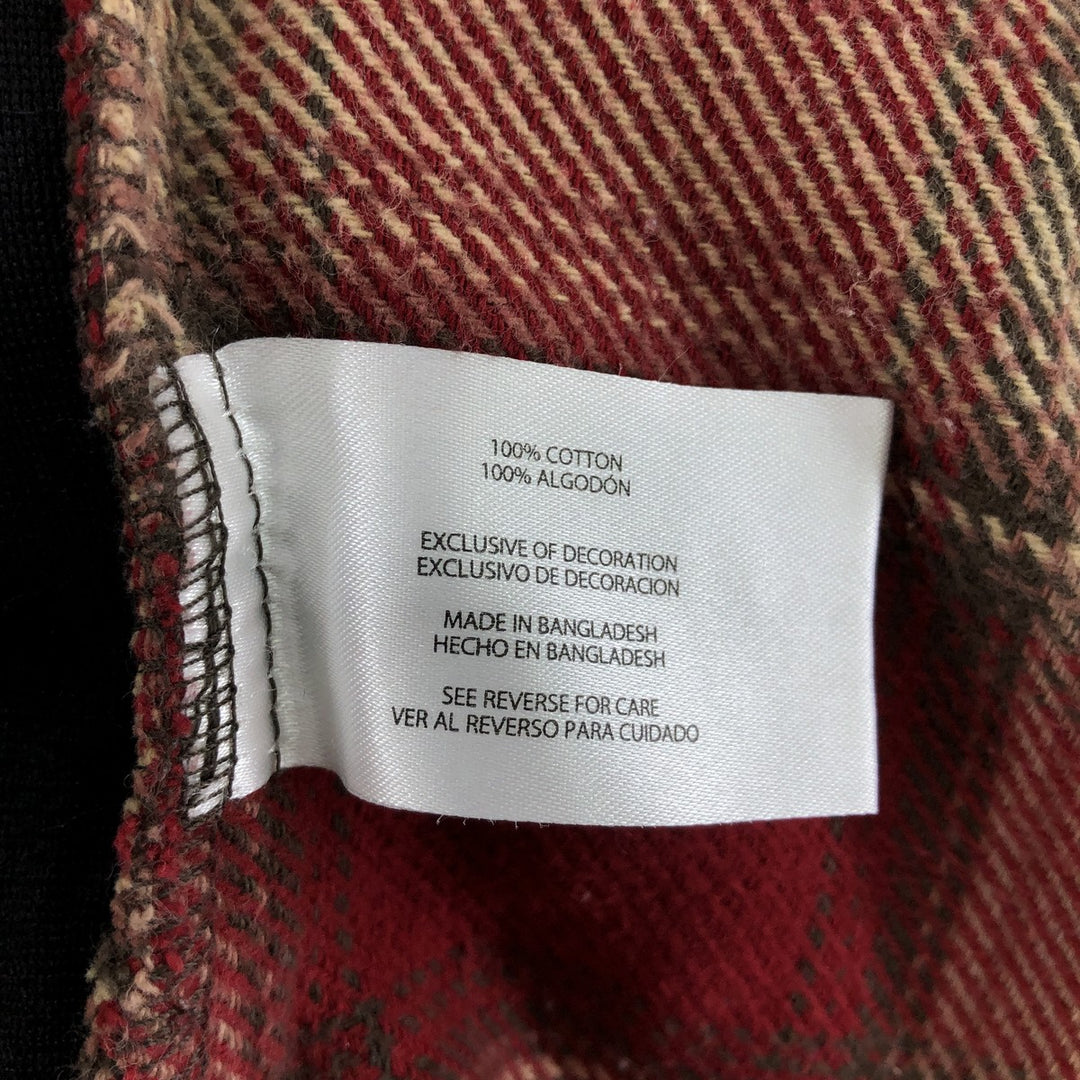 100% COTTON
100% ALGODÓN
EXCLUSIVE OF DECORATION
EXCLUSIVO DE DECORACION
MADE IN BANGLADESH
HECHO EN BANGLADESH
SEE REVERSE FOR CARE
VER AL REVERSO PARA CUIDADO